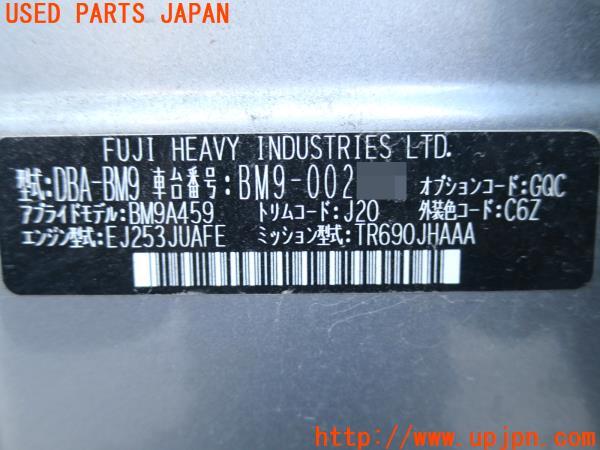 USED PARTS JAPAN
FUJI HEAVY INDUSTRIES LTD.
型式:DBA-BM9 車台番号:BM9-002 オプションコード:GQC
アプライドモデル:BM9A459 トリムコード:J20 外装色コード:C6Z
エンジン型式:EJ253JUAFE ミッション型式:TR690JHAAA
http://www.upjpn.com/